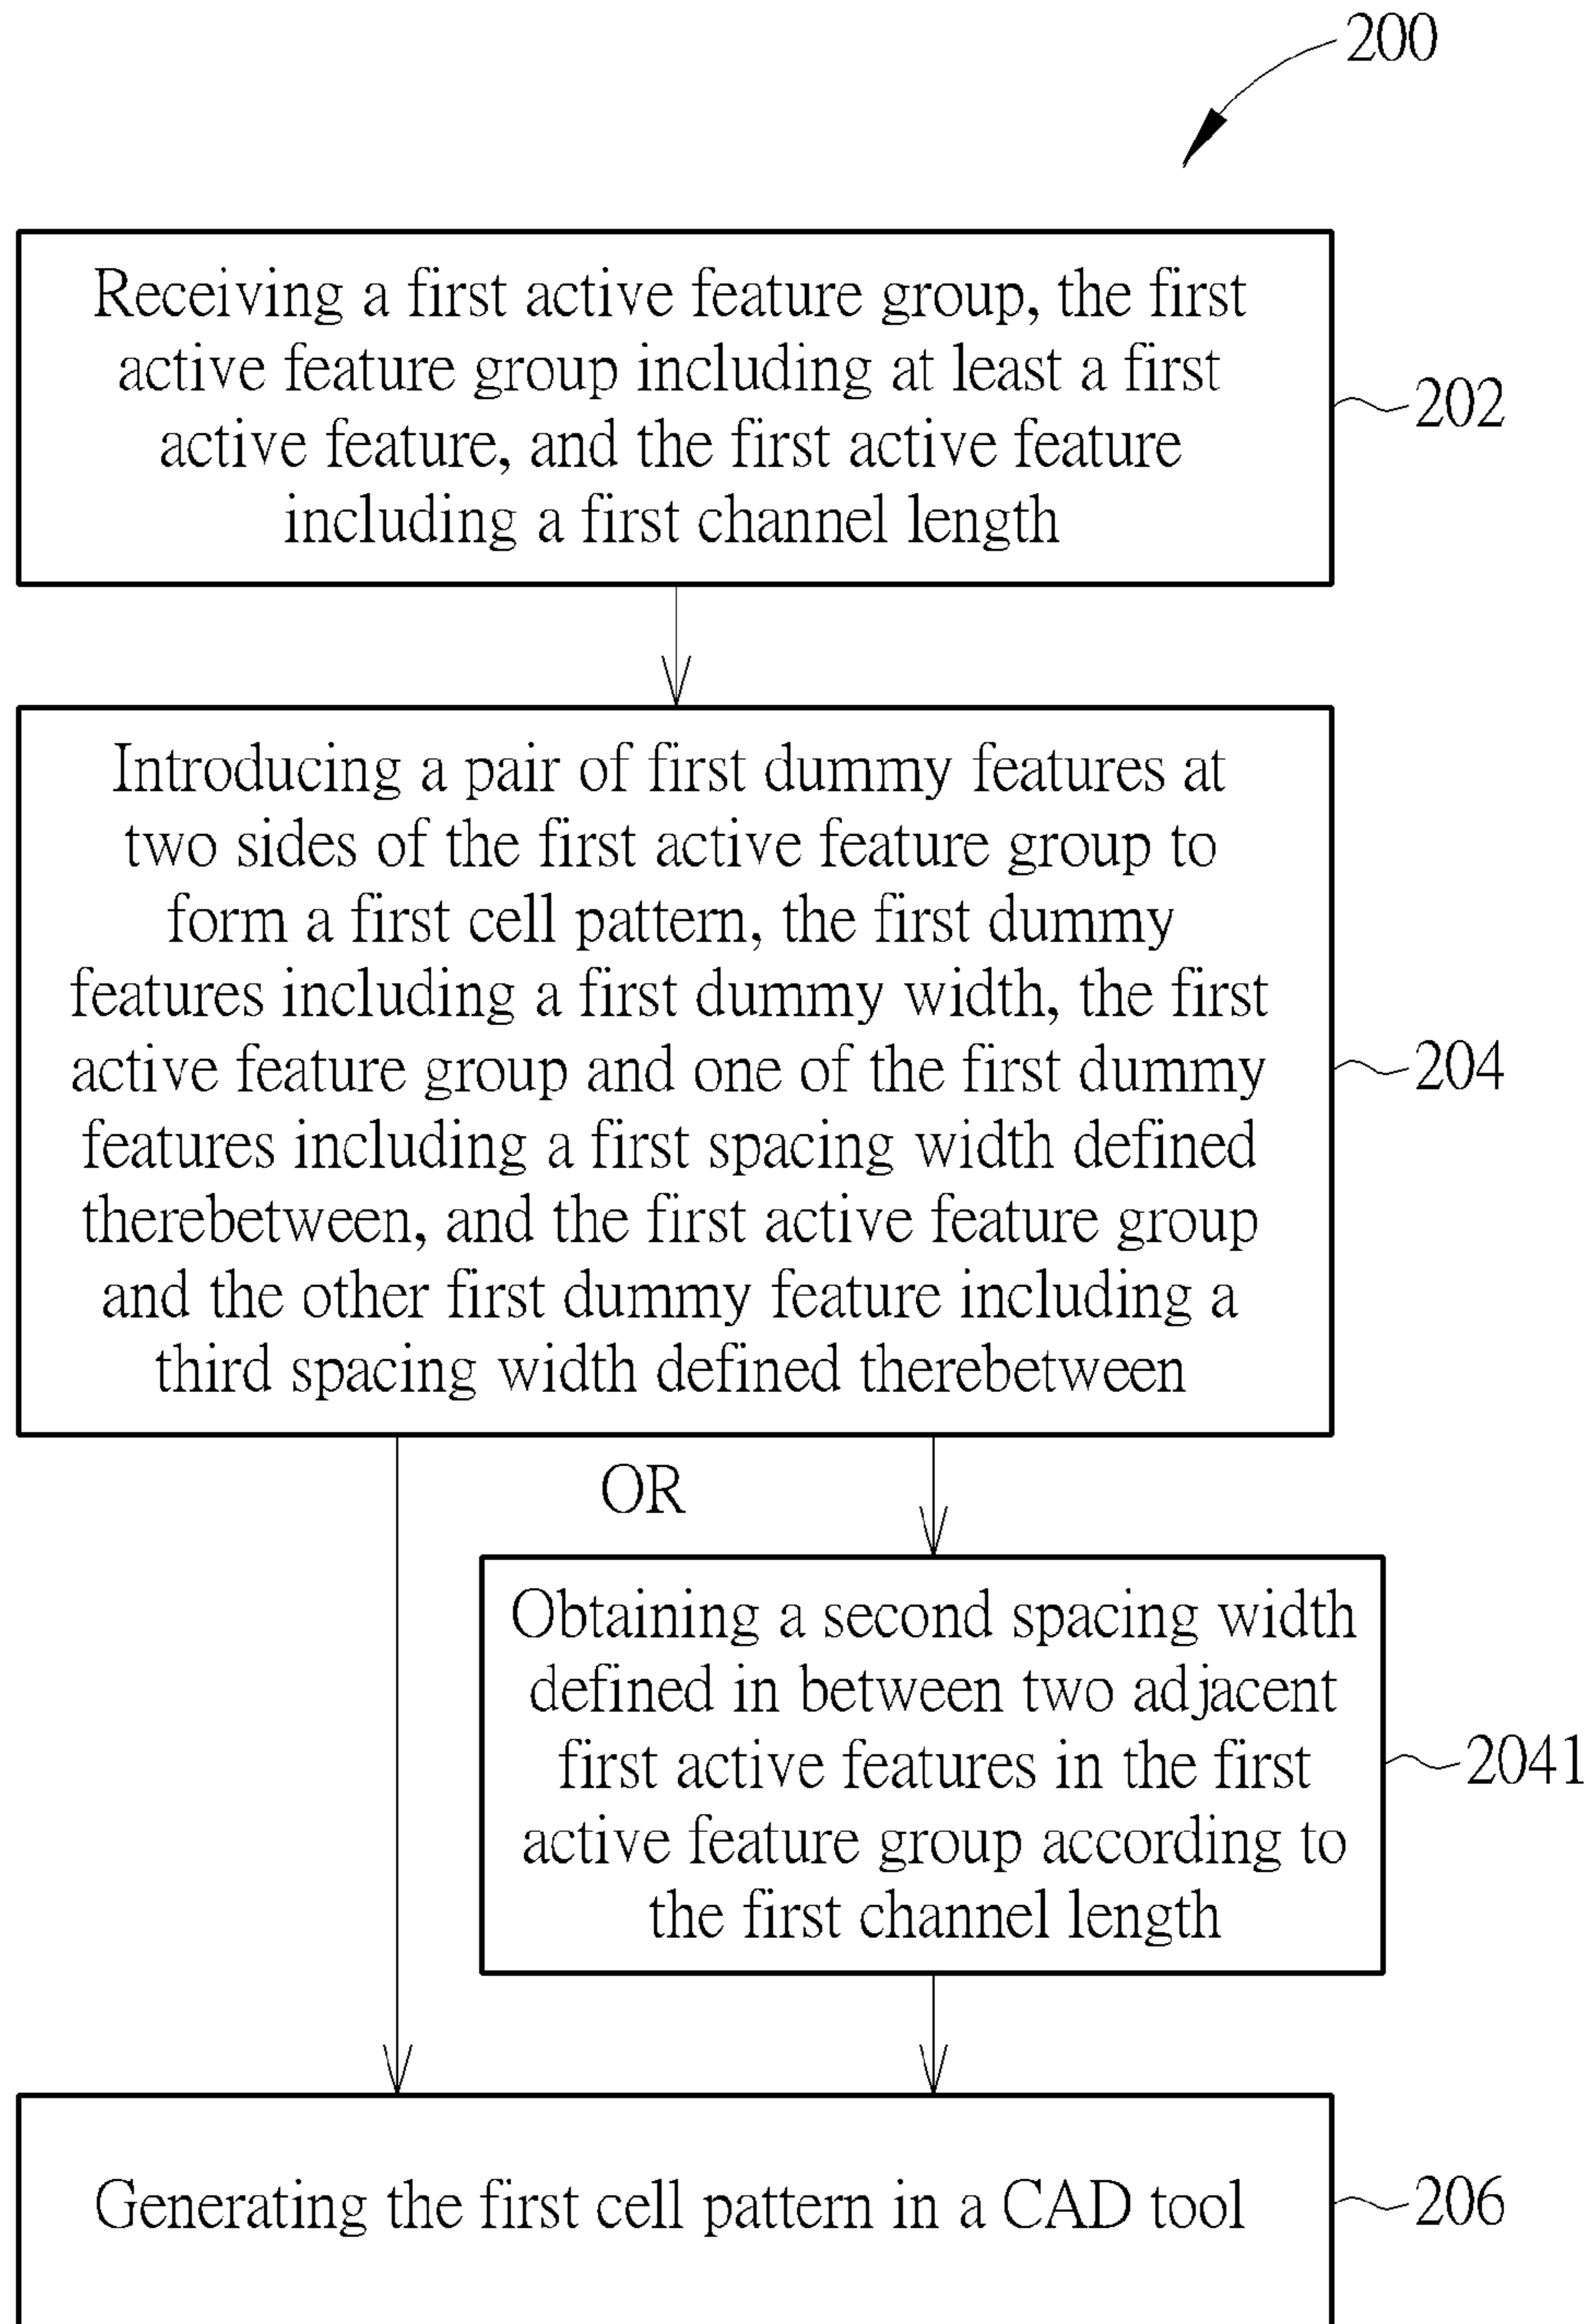 200
Receiving a first active feature group, the first
active feature group including at least a first
active feature, and the first active feature
including a first channel length
202
Introducing a pair of first dummy features at
two sides of the first active feature group to
form a first cell pattern, the first dummy
features including a first dummy width, the first
active feature group and one of the first dummy
features including a first spacing width defined
therebetween, and the first active feature group
and the other first dummy feature including a
third spacing width defined therebetween
204
OR
Obtaining a second spacing width
defined in between two adjacent
first active features in the first
active feature group according to
the first channel length
2041
Generating the first cell pattern in a CAD tool
206